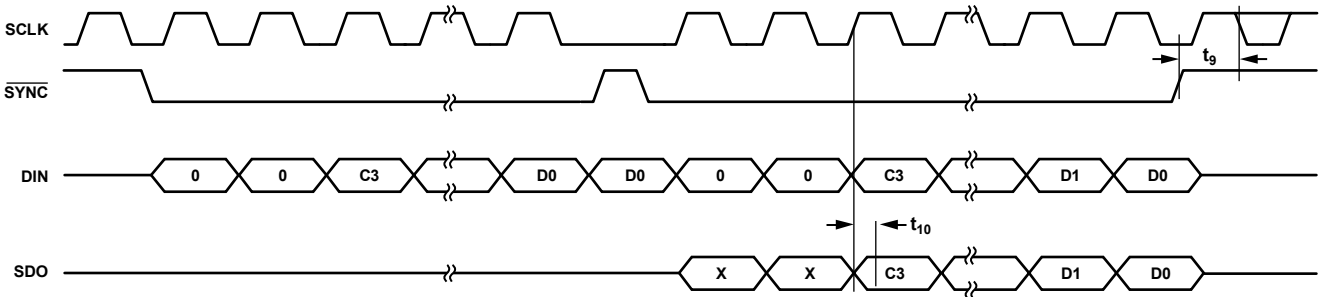 SCLK
t9
SYNC
DIN 0 0 C3 D0 D0 0 0 C3 D1 D0
t10
SDO X X C3 D1 D0